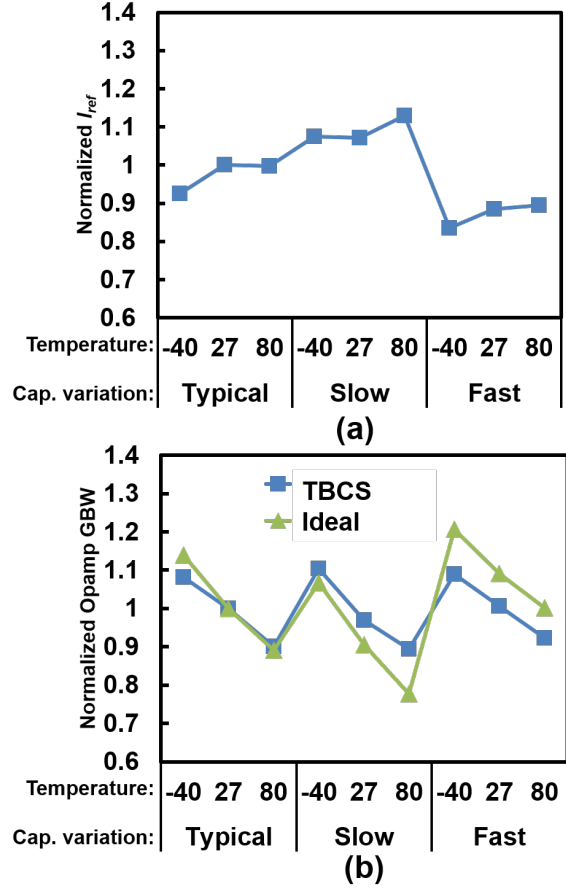 1.4
1.3
1.2
1.1
1
0.9
0.8
0.7
0.6
Normalized Iref
Temperature: -40 27 80 -40 27 80 -40 27 80
Cap. variation: Typical Slow Fast
(a)
1.4
1.3
1.2
1.1
1
0.9
0.8
0.7
0.6
Normalized Opamp GBW
TBCS
Ideal
Temperature: -40 27 80 -40 27 80 -40 27 80
Cap. variation: Typical Slow Fast
(b)